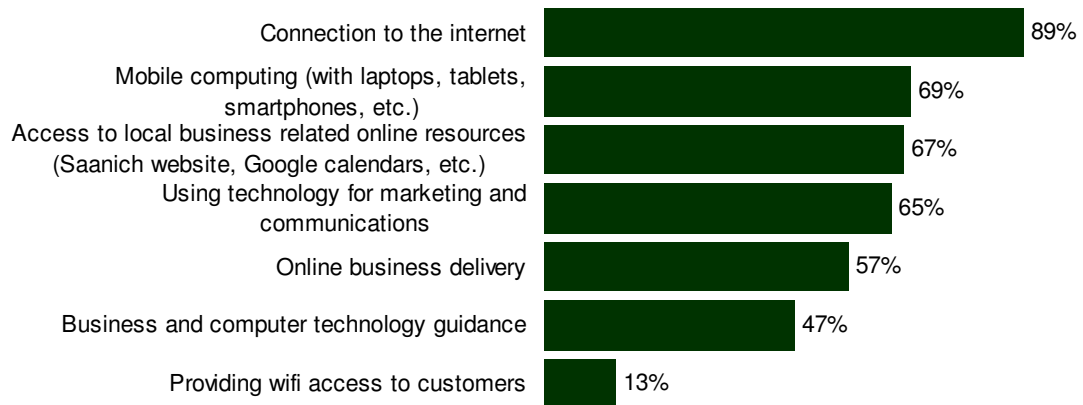 Connection to the internet 89%
Mobile computing (with laptops, tablets,
smartphones, etc.) 69%
Access to local business related online resources
(Saanich website, Google calendars, etc.) 67%
Using technology for marketing and
communications 65%
Online business delivery 57%
Business and computer technology guidance 47%
Providing wifi access to customers 13%